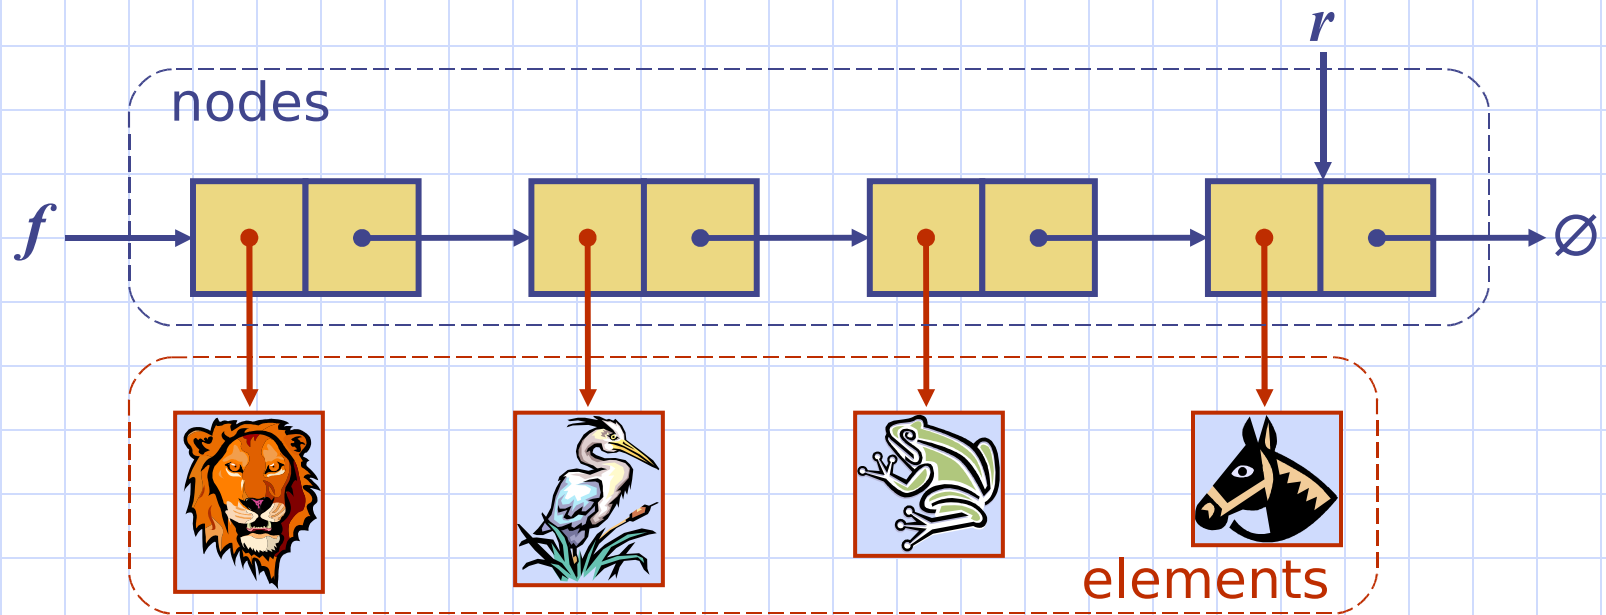 r
nodes
f
∅
elements